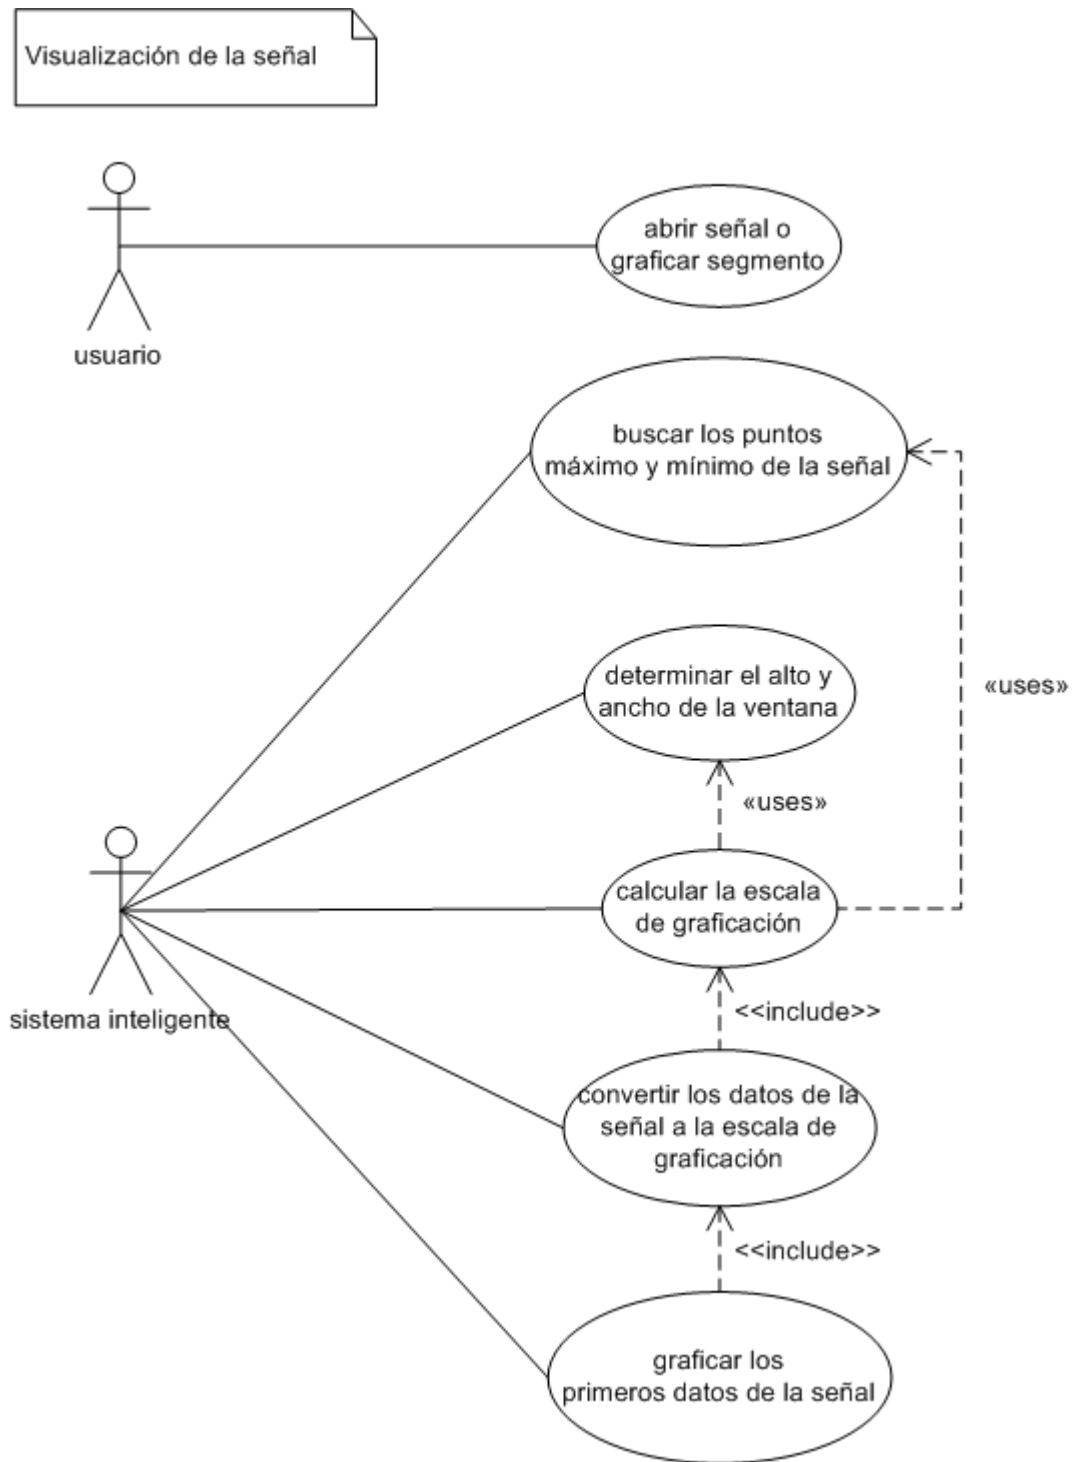 Visualización de la señal
abrir señal o
graficar segmento
usuario
buscar los puntos
máximo y mínimo de la señal
determinar el alto y
ancho de la ventana
«uses»
«uses»
calcular la escala
de graficación
sistema inteligente
<<include>>
convertir los datos de la
señal a la escala de
graficación
<<include>>
graficar los
primeros datos de la señal